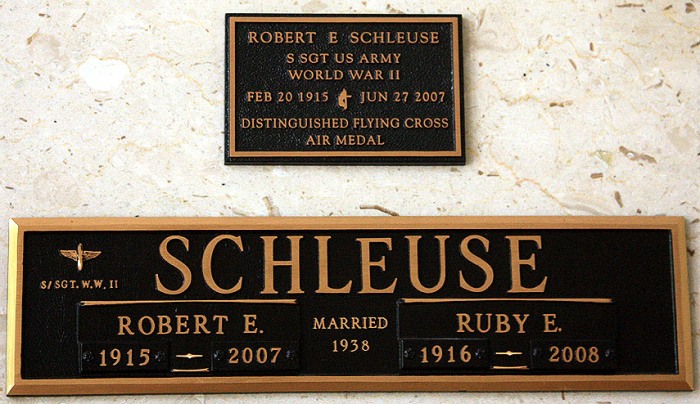 ROBERT E SCHLEUSE
S SGT US ARMY
WORLD WAR II
FEB 20 1915 JUN 27 2007
DISTINGUISHED FLYING CROSS
AIR MEDAL
SCHLEUSE
S/SGT. W.W. II
ROBERT E.
1915 — 2007
MARRIED
1938
RUBY E.
1916 — 2008